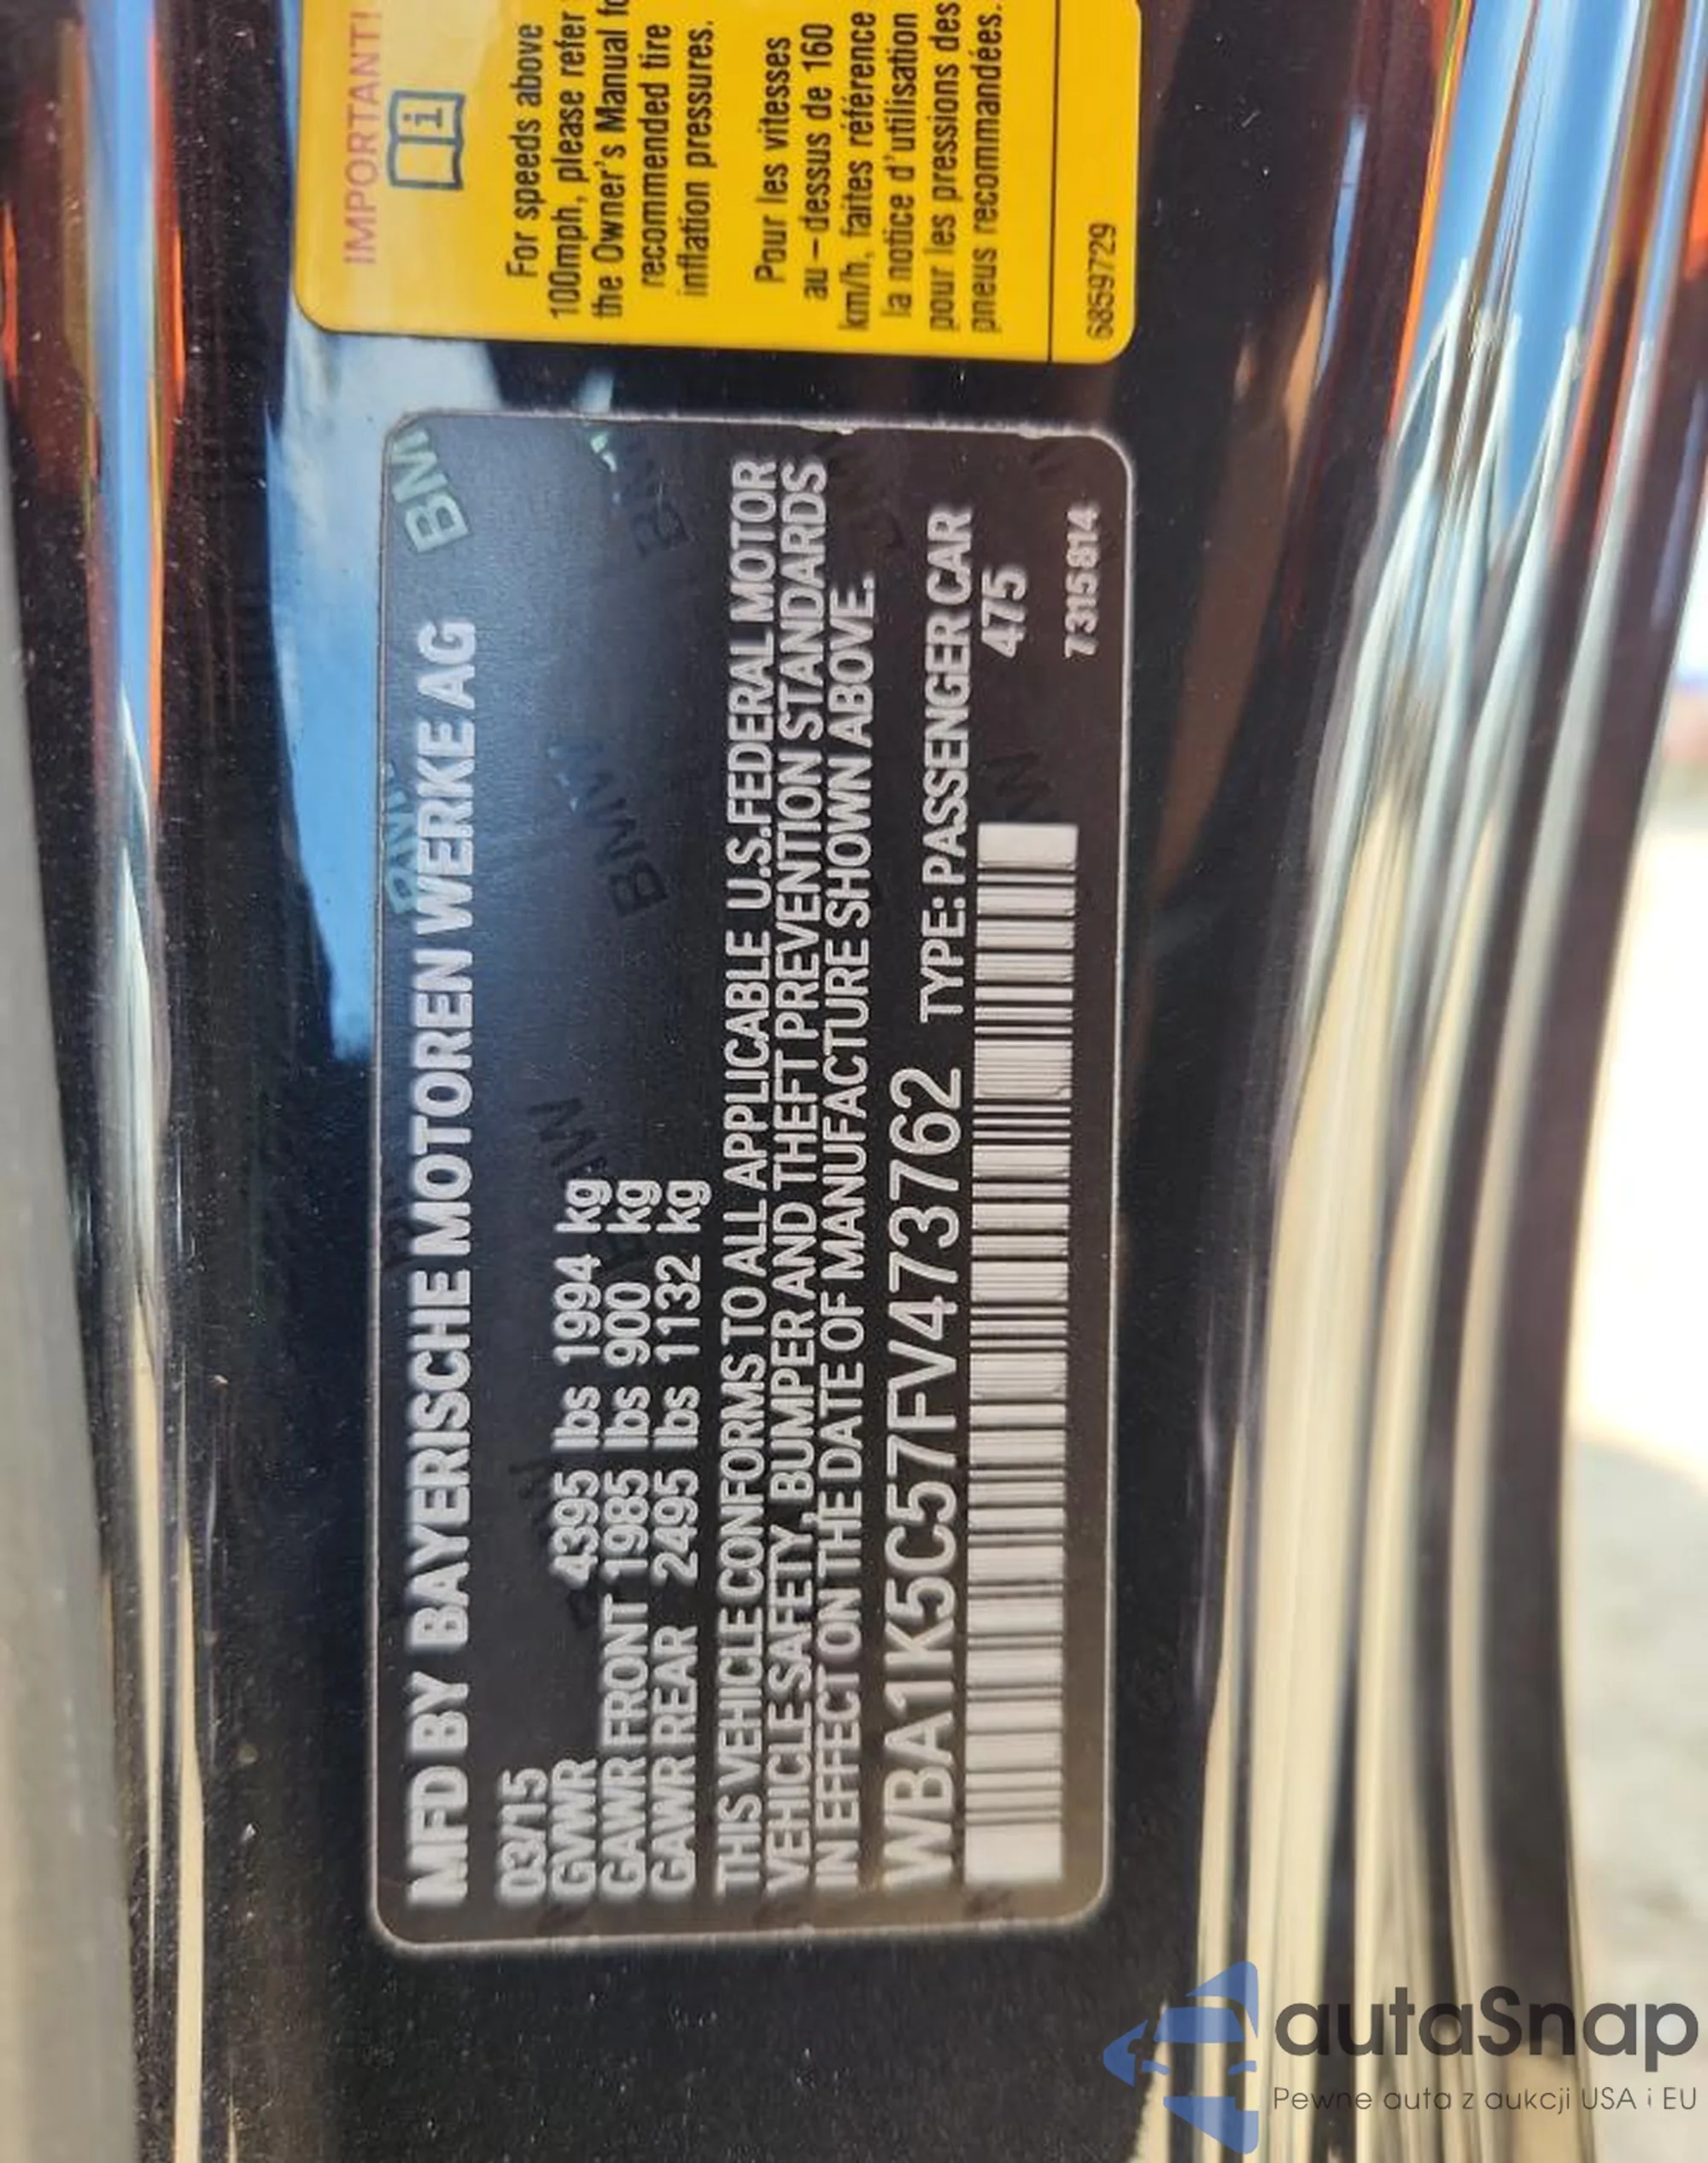 IMPORTANT!
For speeds above
100mph, please refer
the Owner's Manual
recommended tire
inflation pressures.
Pour les vitesses
au-dessus de 160
km/h, faites référence
la notice d'utilisation
pour les pressions des
pneus recommandées.
6859729
MFD BY BAYERISCHE MOTOREN WERKE AG
03/15
GVWR 4395 lbs 1994 kg
GAWR FRONT 1985 lbs 900 kg
GAWR REAR 2495 lbs 1132 kg
THIS VEHICLE CONFORMS TO ALL APPLICABLE U.S.FEDERAL MOTOR
VEHICLE SAFETY, BUMPER AND THEFT PREVENTION STANDARDS
IN EFFECT ON THE DATE OF MANUFACTURE SHOWN ABOVE.
WBA1K5C57FV473762 TYPE: PASSENGER CAR
475
7 315 814
autaSnap
Pewne auta z aukcji USA i EU